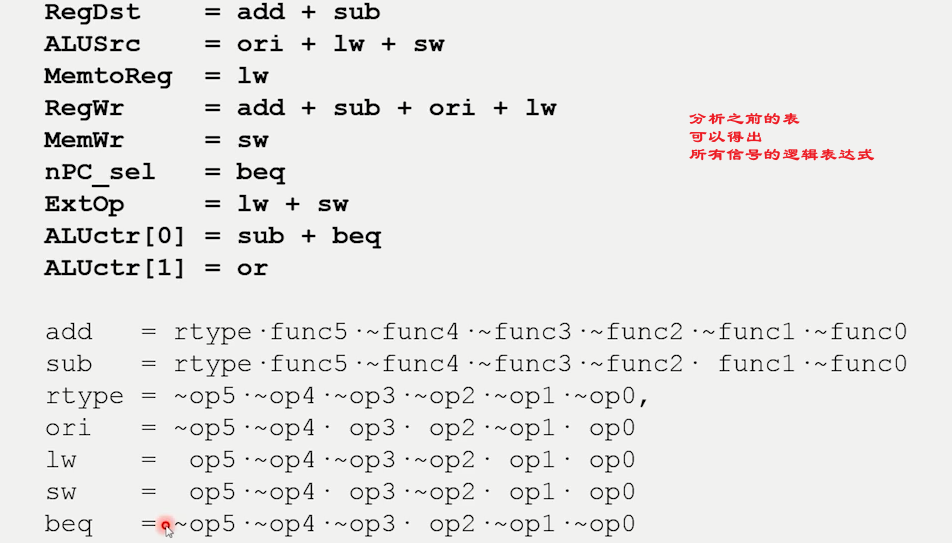 RegDst = add + sub
ALUSrc = ori + lw + sw
MemtoReg = lw
RegWr = add + sub + ori + lw
MemWr = sw
nPC_sel = beq
ExtOp = lw + sw
ALUctr[0] = sub + beq
ALUctr[1] = or
分析之前的表
可以得出
所有信号的逻辑表达式
add = rtype·func5·~func4·~func3·~func2·~func1·~func0
sub = rtype·func5·~func4·~func3·~func2· func1·~func0
rtype = ~op5·~op4·~op3·~op2·~op1·~op0,
ori = ~op5·~op4· op3· op2·~op1· op0
lw = op5·~op4·~op3·~op2· op1· op0
sw = op5·~op4· op3·~op2· op1· op0
beq = ~op5·~op4·~op3· op2·~op1·~op0